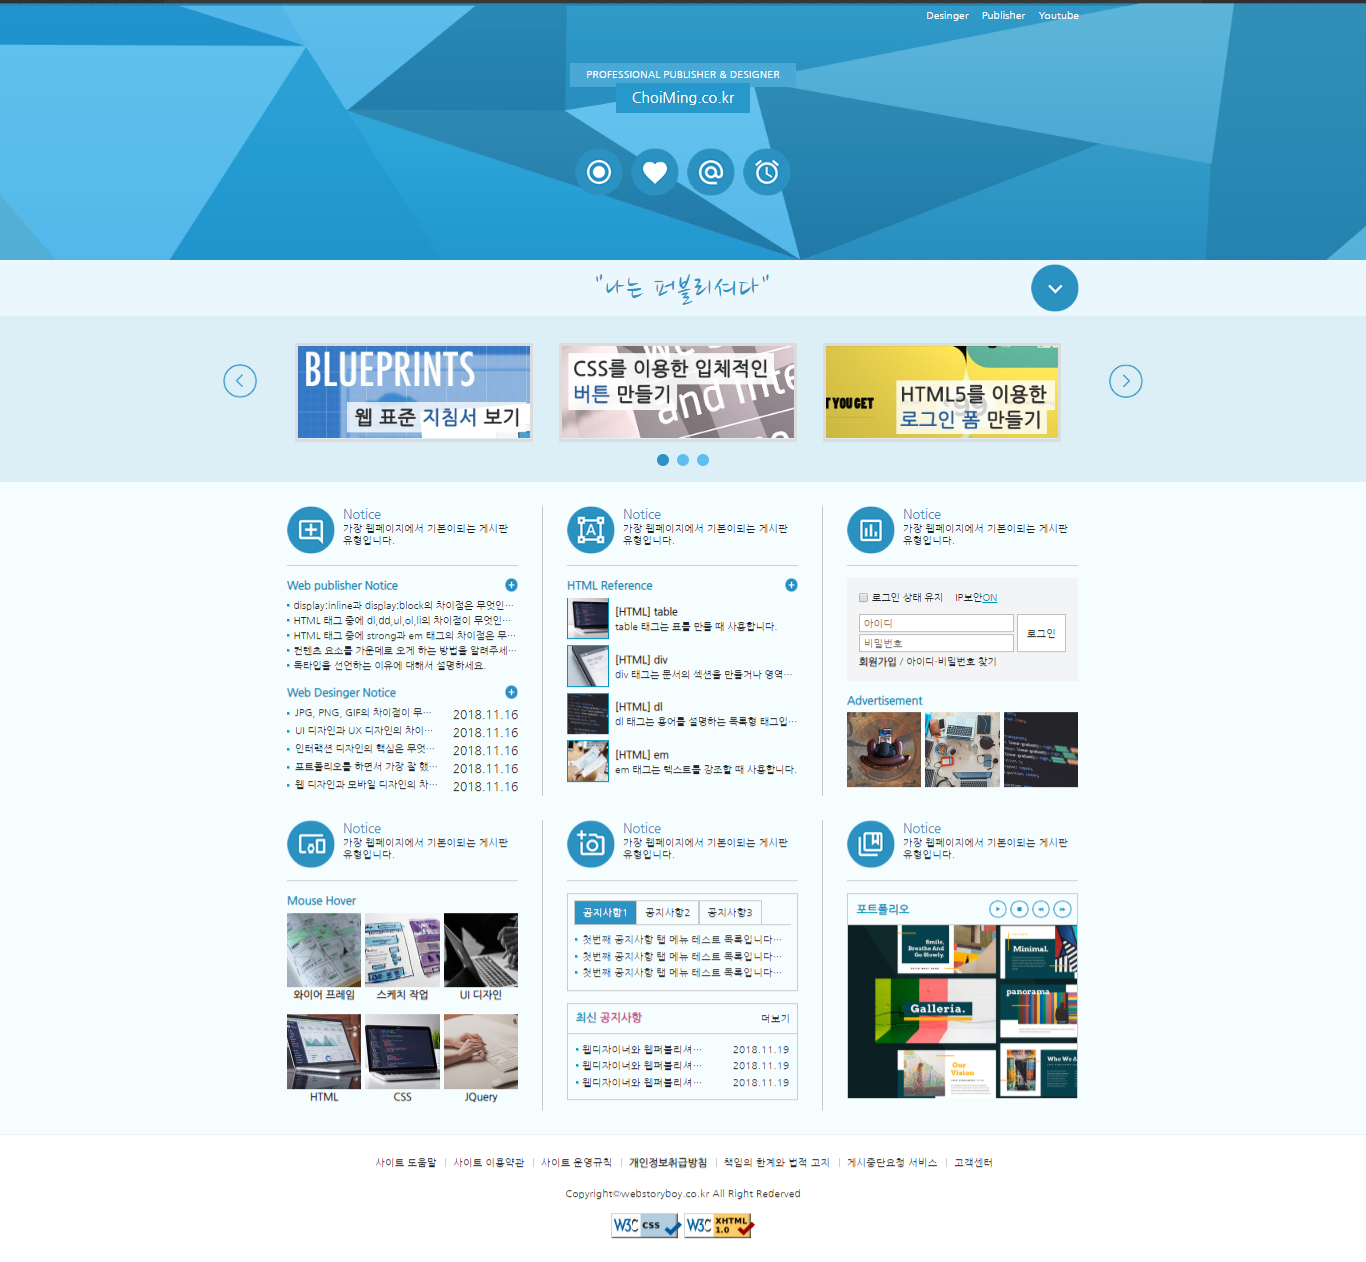 Desinger Publisher Youtube
PROFESSIONAL PUBLISHER & DESIGNER
ChoiMing.co.kr
"나는 퍼블리셔다"
BLUEPRINTS
웹 표준 지침서 보기
CSS를 이용한 입체적인
버튼 만들기
and inte
T YOU GET
HTML5를 이용한
로그인 폼 만들기
Notice
가장 웹페이지에서 기본이되는 게시판
유형입니다.
Web publisher Notice
display:inline과 display:block의 차이점은 무엇인…
HTML 태그 중에 dl,dd,ul,ol,li의 차이점이 무엇인…
HTML 태그 중에 strong과 em 태그의 차이점은 무…
컨텐츠 요소를 가운데로 오게 하는 방법을 알려주세…
독타입을 선언하는 이유에 대해서 설명하세요.
Web Desinger Notice
JPG, PNG, GIF의 차이점이 무… 2018.11.16
UI 디자인과 UX 디자인의 차이… 2018.11.16
인터랙션 디자인의 핵심은 무엇… 2018.11.16
포트폴리오를 하면서 가장 잘 했… 2018.11.16
웹 디자인과 모바일 디자인의 차… 2018.11.16
Notice
가장 웹페이지에서 기본이되는 게시판
유형입니다.
HTML Reference
[HTML] table
table 태그는 표를 만들 때 사용합니다.
[HTML] div
div 태그는 문서의 섹션을 만들거나 영역…
[HTML] dl
dl 태그는 용어를 설명하는 목록형 태그입…
[HTML] em
em 태그는 텍스트를 강조할 때 사용합니다.
Notice
가장 웹페이지에서 기본이되는 게시판
유형입니다.
로그인 상태 유지 IP보안ON
아이디
비밀번호
로그인
회원가입 / 아이디·비밀번호 찾기
Advertisement
Notice
가장 웹페이지에서 기본이되는 게시판
유형입니다.
Mouse Hover
와이어 프레임 스케치 작업 UI 디자인
HTML CSS JQuery
Notice
가장 웹페이지에서 기본이되는 게시판
유형입니다.
공지사항1 공지사항2 공지사항3
첫번째 공지사항 탭 메뉴 테스트 목록입니다…
첫번째 공지사항 탭 메뉴 테스트 목록입니다…
첫번째 공지사항 탭 메뉴 테스트 목록입니다…
최신 공지사항 더보기
웹디자이너와 웹퍼블리셔… 2018.11.19
웹디자이너와 웹퍼블리셔… 2018.11.19
웹디자이너와 웹퍼블리셔… 2018.11.19
Notice
가장 웹페이지에서 기본이되는 게시판
유형입니다.
포트폴리오
Smile,
Breathe And
Go Slowly.
Minimal.
Galleria.
panorama
Our
Vision
Who We A
사이트 도움말 사이트 이용약관 사이트 운영규칙 개인정보취급방침 책임의 한계와 법적 고지 게시중단요청 서비스 고객센터
Copyright©webstoryboy.co.kr All Right Rederved
W3C css W3C XHTML 1.0